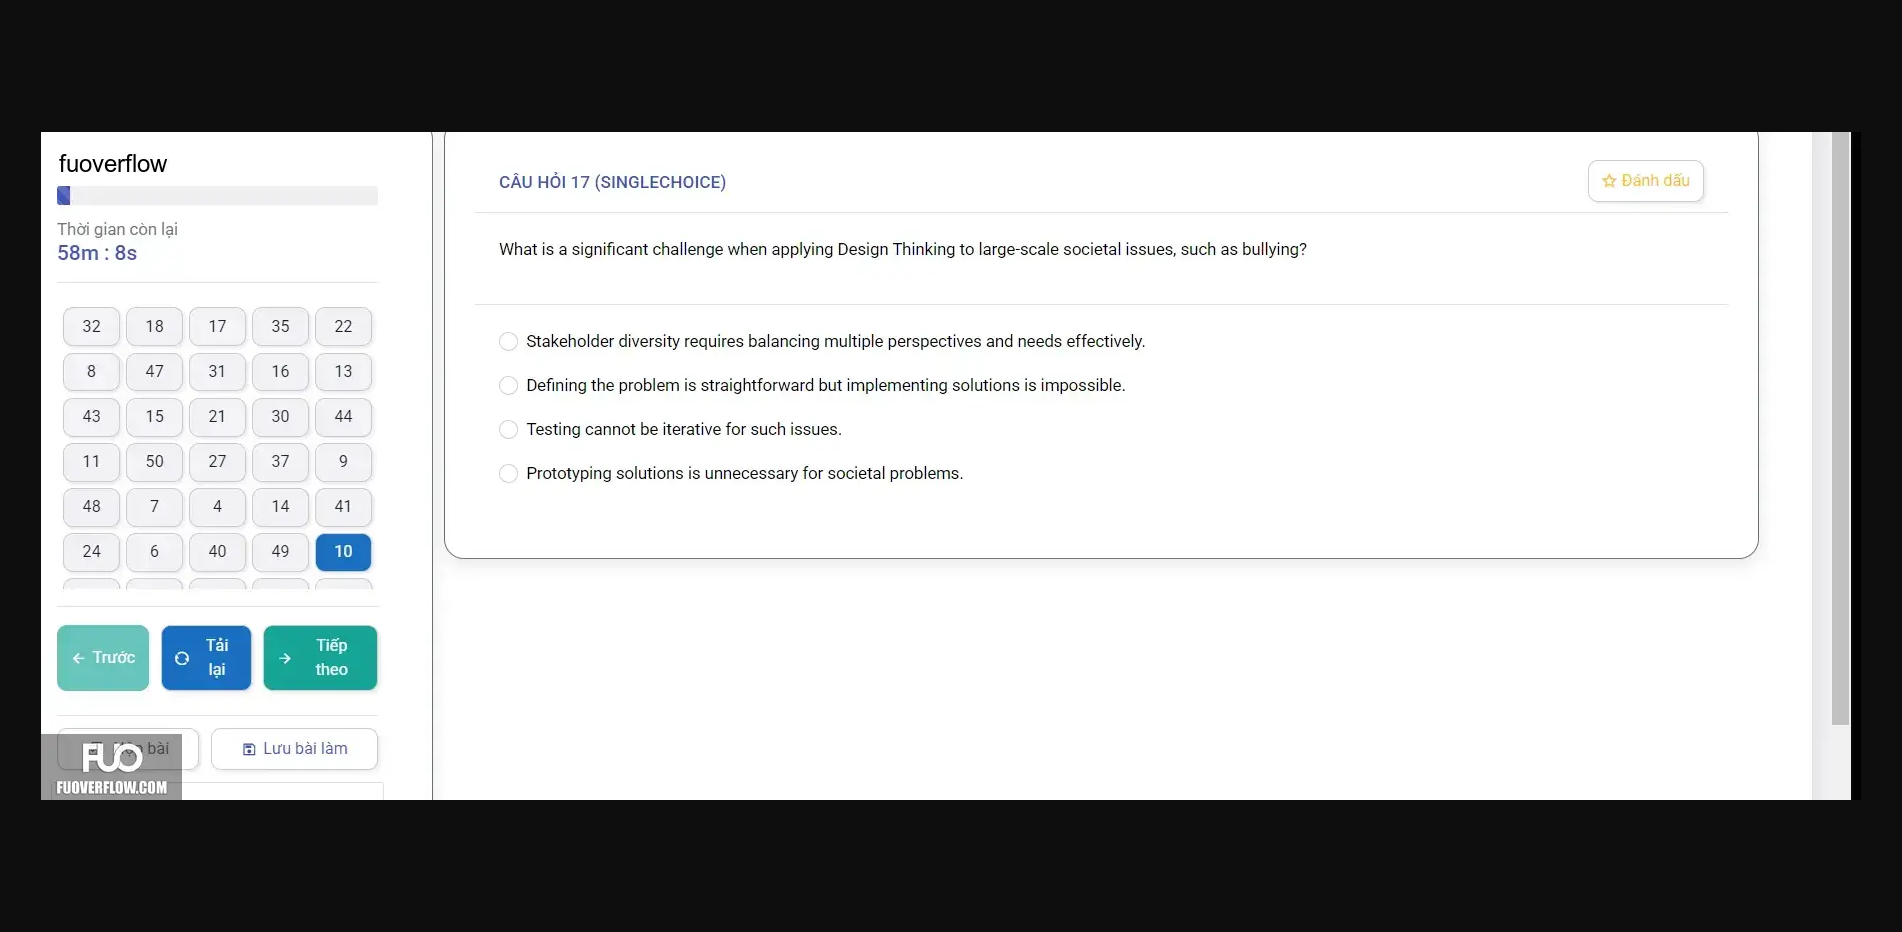 fuoverflow
Thời gian còn lại
58m : 8s
32 18 17 35 22
8 47 31 16 13
43 15 21 30 44
11 50 27 37 9
48 7 4 14 41
24 6 40 49 10
Trước
Tải lại
Tiếp theo
bài
Lưu bài làm
FUO
FUOVERFLOW.COM
CÂU HỎI 17 (SINGLECHOICE)
Đánh dấu
What is a significant challenge when applying Design Thinking to large-scale societal issues, such as bullying?
Stakeholder diversity requires balancing multiple perspectives and needs effectively.
Defining the problem is straightforward but implementing solutions is impossible.
Testing cannot be iterative for such issues.
Prototyping solutions is unnecessary for societal problems.